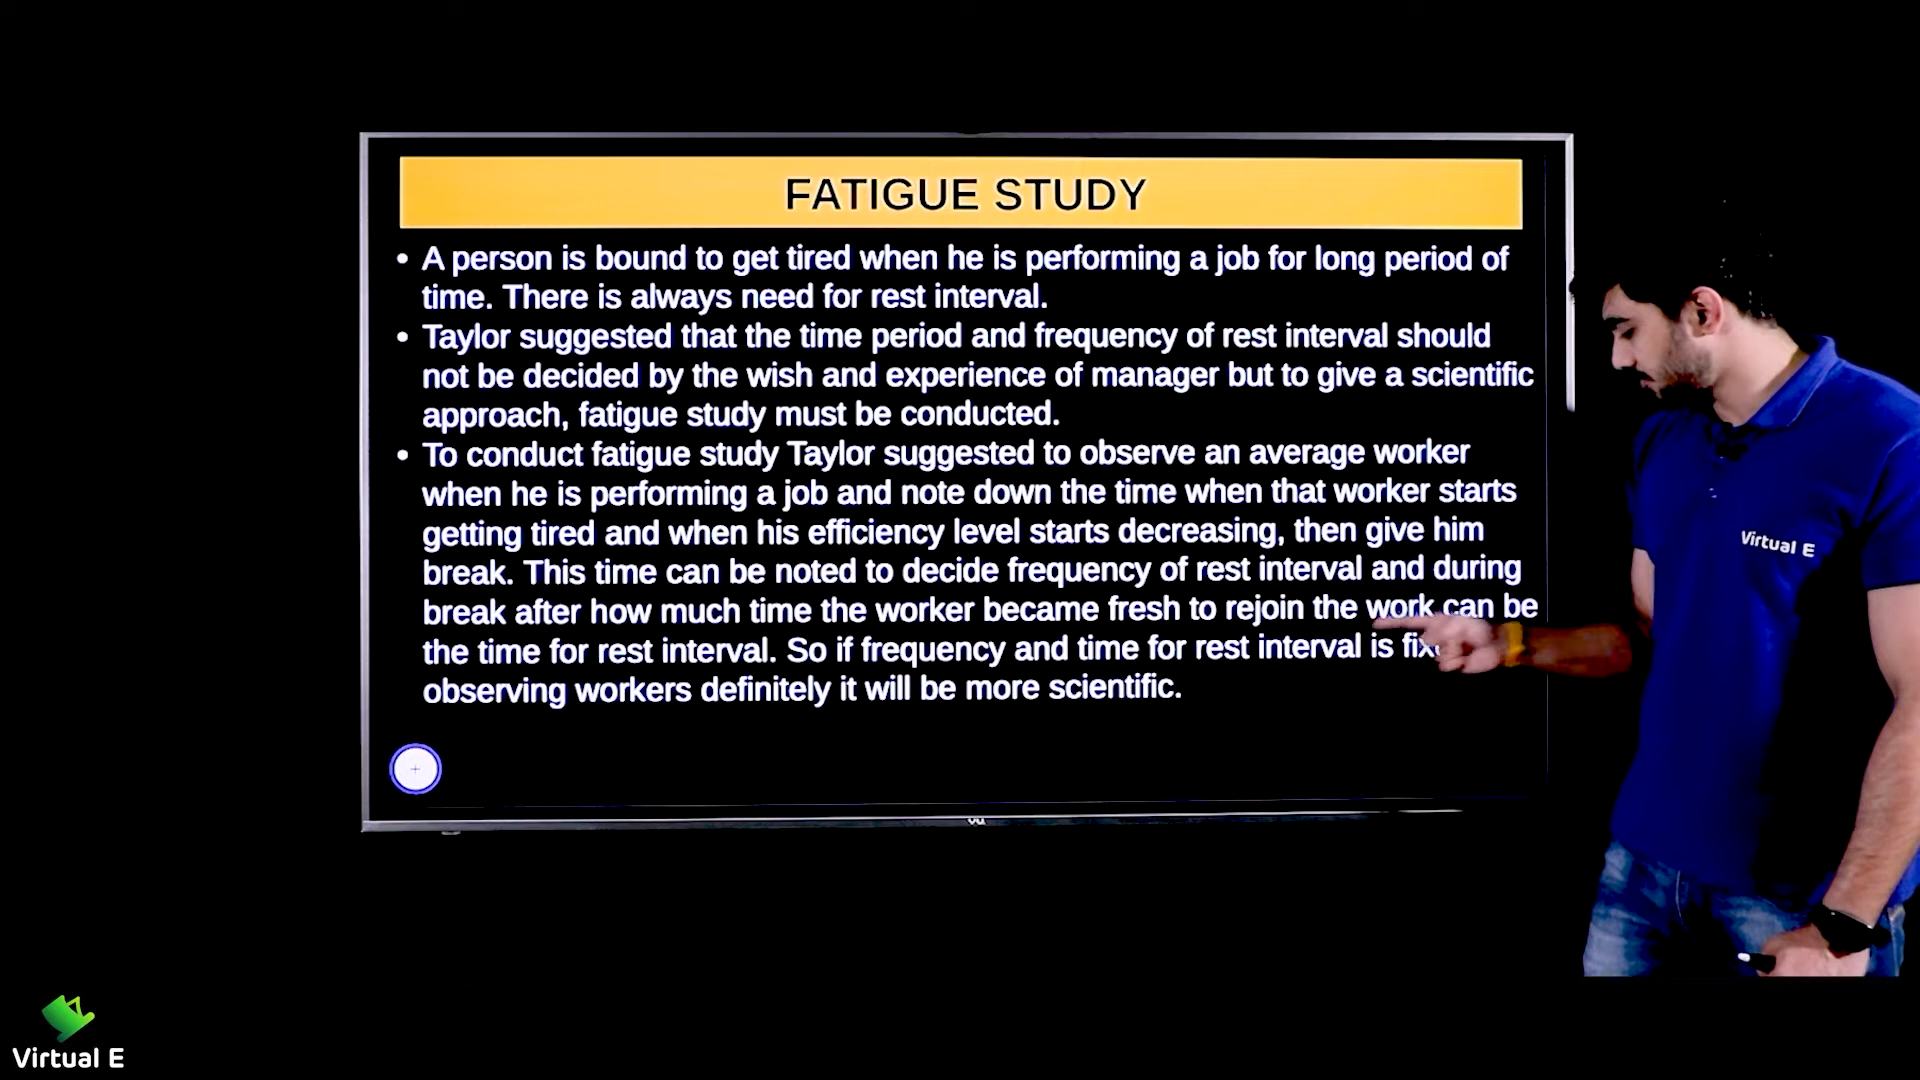 FATIGUE STUDY
• A person is bound to get tired when he is performing a job for long period of
time. There is always need for rest interval.
• Taylor suggested that the time period and frequency of rest interval should
not be decided by the wish and experience of manager but to give a scientific
approach, fatigue study must be conducted.
• To conduct fatigue study Taylor suggested to observe an average worker
when he is performing a job and note down the time when that worker starts
getting tired and when his efficiency level starts decreasing, then give him
break. This time can be noted to decide frequency of rest interval and during
break after how much time the worker became fresh to rejoin the work can be
the time for rest interval. So if frequency and time for rest interval is
observing workers definitely it will be more scientific.
vu
Virtual E
Virtual E